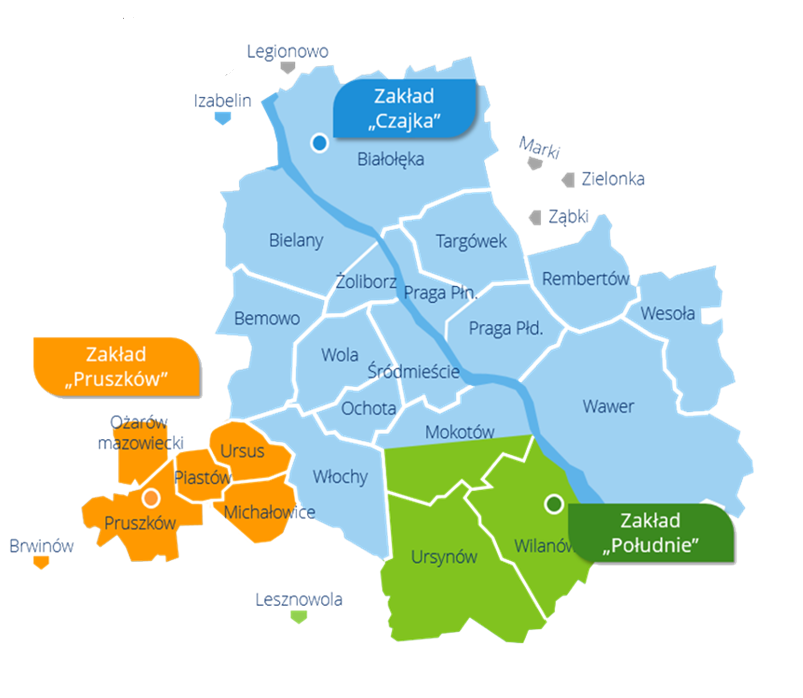 Legionowo
Zakład
„Czajka”
Izabelin
Marki
Białołęka
Zielonka
Ząbki
Bielany
Targówek
Żoliborz
Rembertów
Praga Płn.
Bemowo
Wesoła
Praga Płd.
Zakład
„Pruszków”
Wola
Śródmieście
Ochota
Wawer
Ożarów
mazowiecki
Mokotów
Ursus
Piastów
Włochy
Michałowice
Pruszków
Zakład
„Południe”
Brwinów
Ursynów
Wilanów
Lesznowola